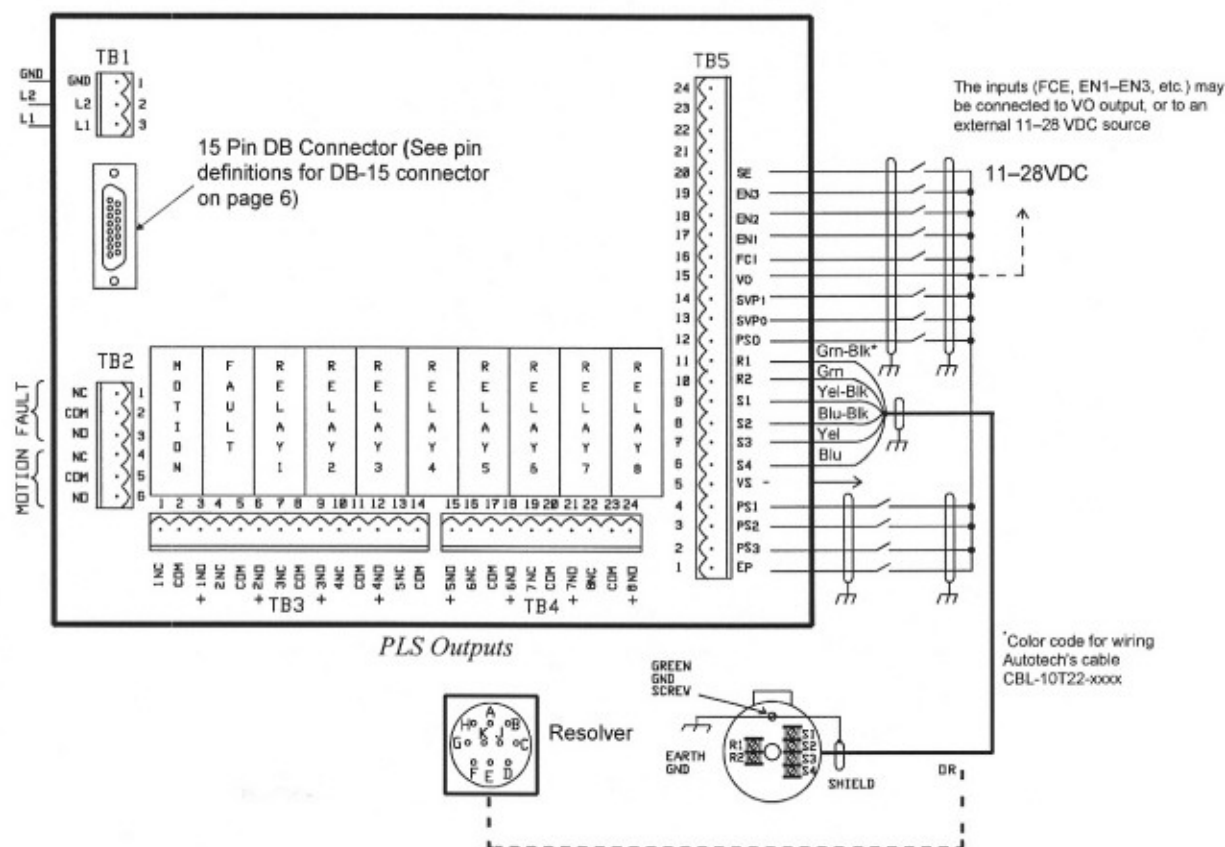 TB1
GND
L2
L1
GND 1
L2 2
L1 3
15 Pin DB Connector (See pin
definitions for DB-15 connector
on page 6)
TB5
24
23
22
21
20 SE
19 EN3
18 EN2
17 EN1
16 FC1
15 VO
14 SVP1
13 SVP0
12 PS0
11 R1 Grn-Blk*
10 R2 Grn
9 S1 Yel-Blk
8 S2 Blu-Blk
7 S3 Yel
6 S4 Blu
5 VS -
4 PS1
3 PS2
2 PS3
1 EP
The inputs (FCE, EN1–EN3, etc.) may
be connected to VO output, or to an
external 11–28 VDC source
11–28VDC
TB2
MOTION FAULT
NC 1
COM 2
NO 3
NC 4
COM 5
NO 6
MOTION
FAULT
RELAY 1
RELAY 2
RELAY 3
RELAY 4
RELAY 5
RELAY 6
RELAY 7
RELAY 8
1 2 3 4 5 6 7 8 9 10 11 12 13 14
15 16 17 18 19 20 21 22 23 24
1NC
COM
+ 1NO
2NC
COM
+ 2NO
3NC
COM
+ 3NO
4NC
COM
+ 4NO
5NC
COM
+ 5NO
6NC
COM
+ 6NO
7NC
COM
+ 7NO
8NC
COM
+ 8NO
TB3
TB4
PLS Outputs
*Color code for wiring
Autotech's cable
CBL-10T22-xxxx
A
H B
K J
G C
F E D
Resolver
GREEN
GND
SCREW
EARTH
GND
R1
R2
S1
S2
S3
S4
SHIELD
OR